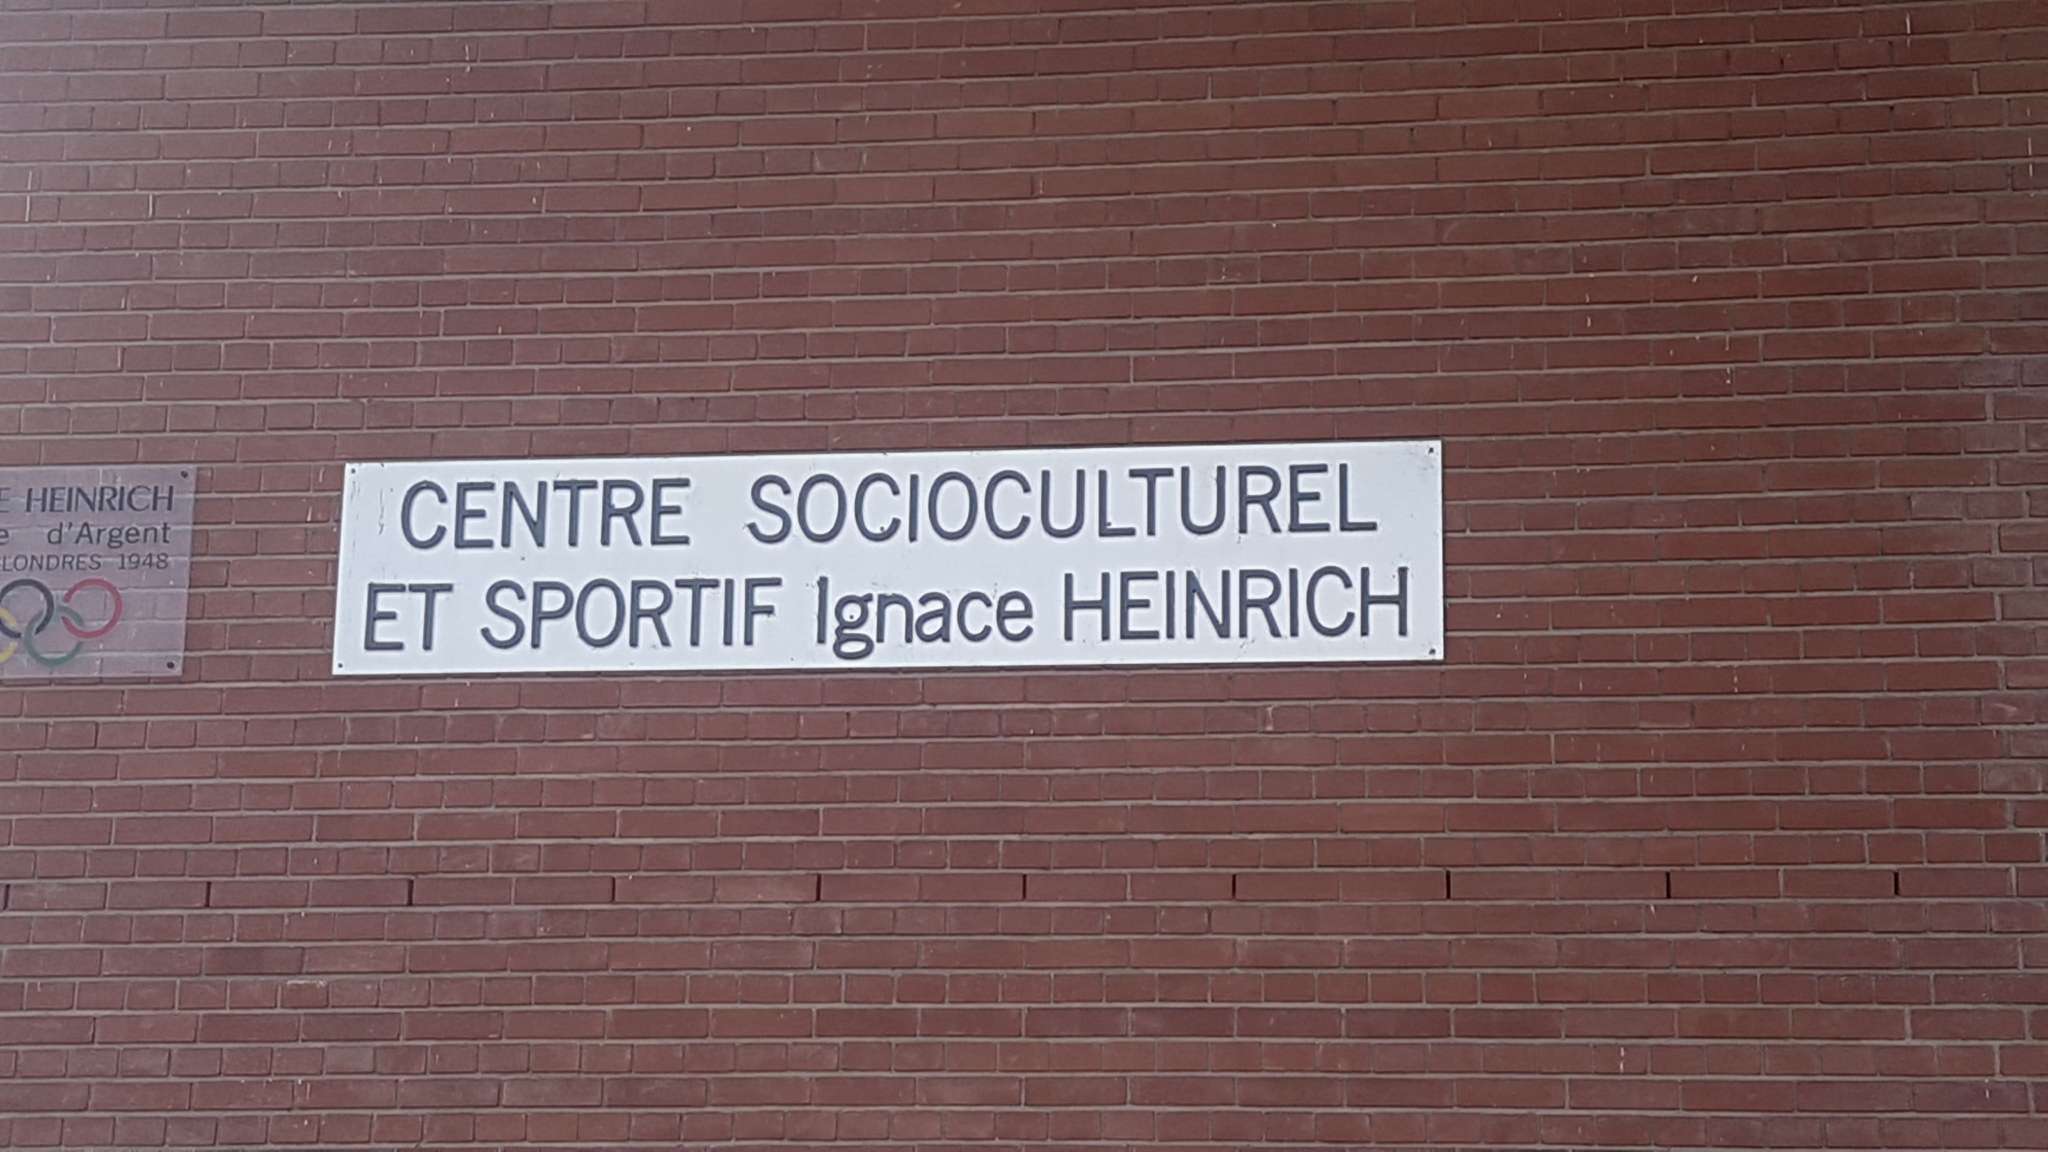 E HEINRICH
e d'Argent
LONDRES 1948
CENTRE SOCIOCULTUREL
ET SPORTIF Ignace HEINRICH